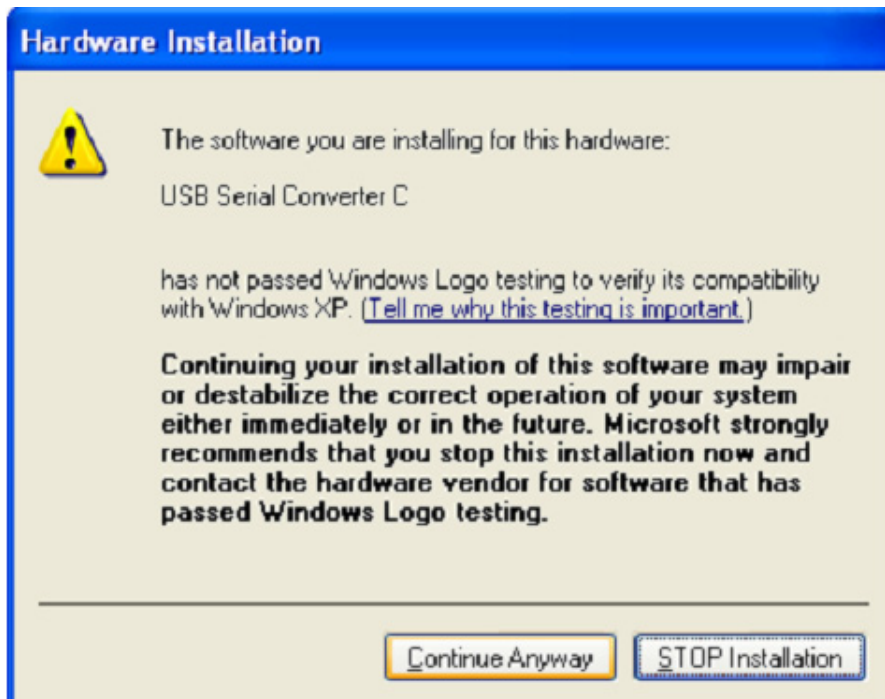 Hardware Installation
The software you are installing for this hardware:
USB Serial Converter C
has not passed Windows Logo testing to verify its compatibility
with Windows XP. (Tell me why this testing is important.)
Continuing your installation of this software may impair
or destabilize the correct operation of your system
either immediately or in the future. Microsoft strongly
recommends that you stop this installation now and
contact the hardware vendor for software that has
passed Windows Logo testing.
Continue Anyway STOP Installation